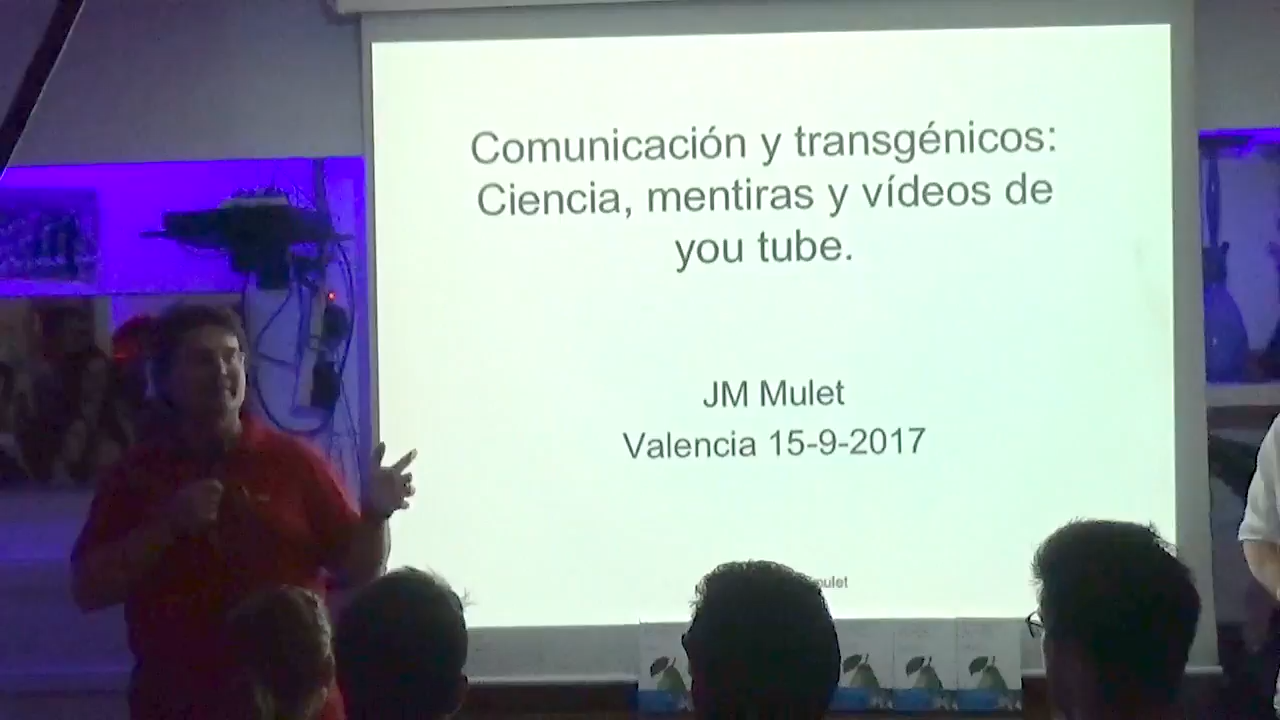 Comunicación y transgénicos:
Ciencia, mentiras y vídeos de
you tube.
JM Mulet
Valencia 15-9-2017